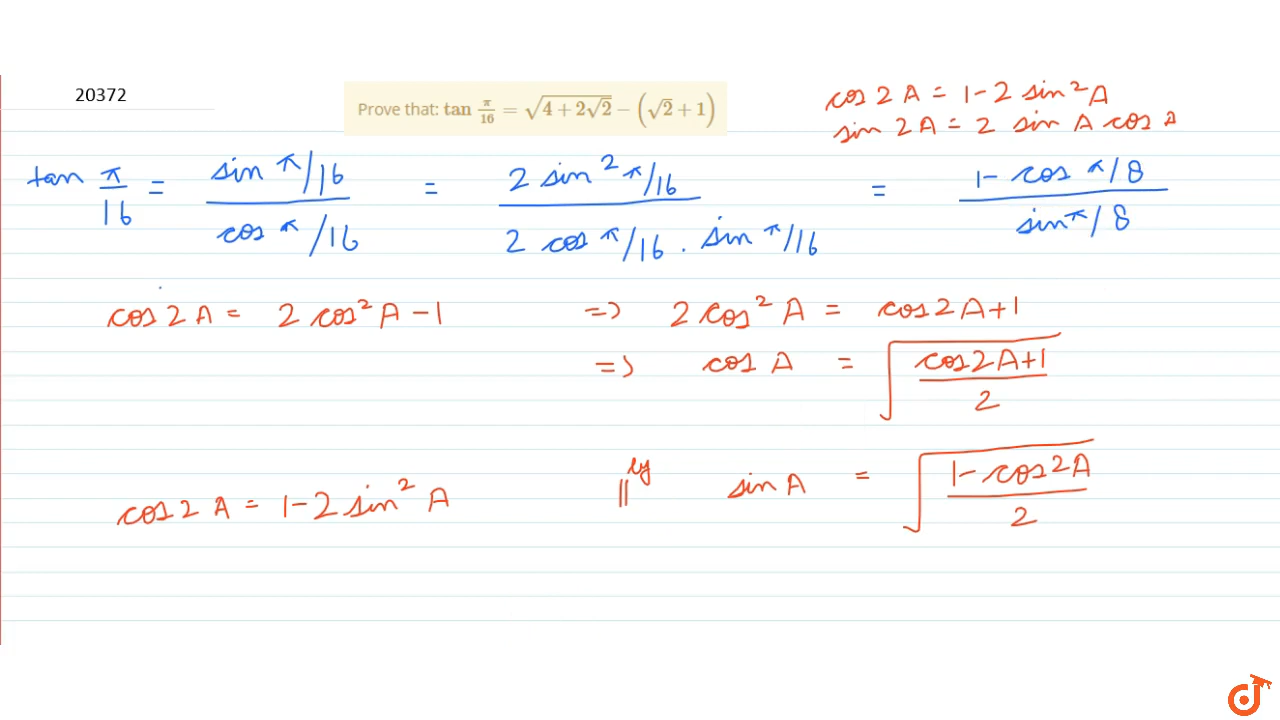 20372
Prove that: tan π/16 = √(4 + 2√2) − (√2 + 1)
cos 2A = 1 - 2 sin² A
sin 2A = 2 sin A cos A
tan π/16 = sin π/16 / cos π/16 = 2 sin² π/16 / 2 cos π/16 . sin π/16 = 1 - cos π/8 / sin π/8
cos 2A = 2 cos² A - 1 => 2 cos² A = cos 2A + 1
=> cos A = √(cos 2A + 1 / 2)
cos 2A = 1 - 2 sin² A ||ly sin A = √(1 - cos 2A / 2)